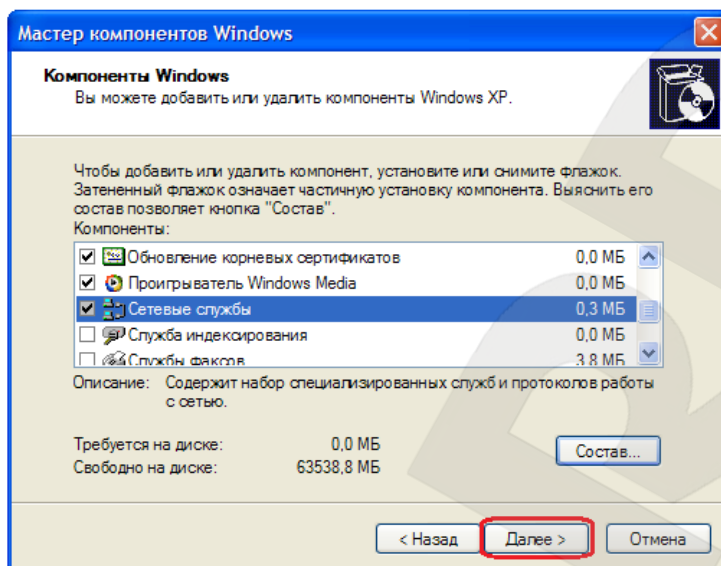 Мастер компонентов Windows
Компоненты Windows
Вы можете добавить или удалить компоненты Windows XP.
Чтобы добавить или удалить компонент, установите или снимите флажок.
Затененный флажок означает частичную установку компонента. Выяснить его
состав позволяет кнопка "Состав".
Компоненты:
Обновление корневых сертификатов 0,0 МБ
Проигрыватель Windows Media 0,0 МБ
Сетевые службы 0,3 МБ
Служба индексирования 0,0 МБ
Службы факсов 3,8 МБ
Описание: Содержит набор специализированных служб и протоколов работы
с сетью.
Требуется на диске: 0,0 МБ
Свободно на диске: 63538,8 МБ
Состав...
< Назад Далее > Отмена